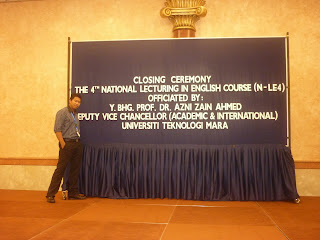 CLOSING CEREMONY
THE 4TH NATIONAL LECTURING IN ENGLISH COURSE (N-LE4)
OFFICIATED BY:
Y. BHG. PROF. DR. AZNI ZAIN AHMED
DEPUTY VICE CHANCELLOR (ACADEMIC & INTERNATIONAL)
UNIVERSITI TEKNOLOGI MARA